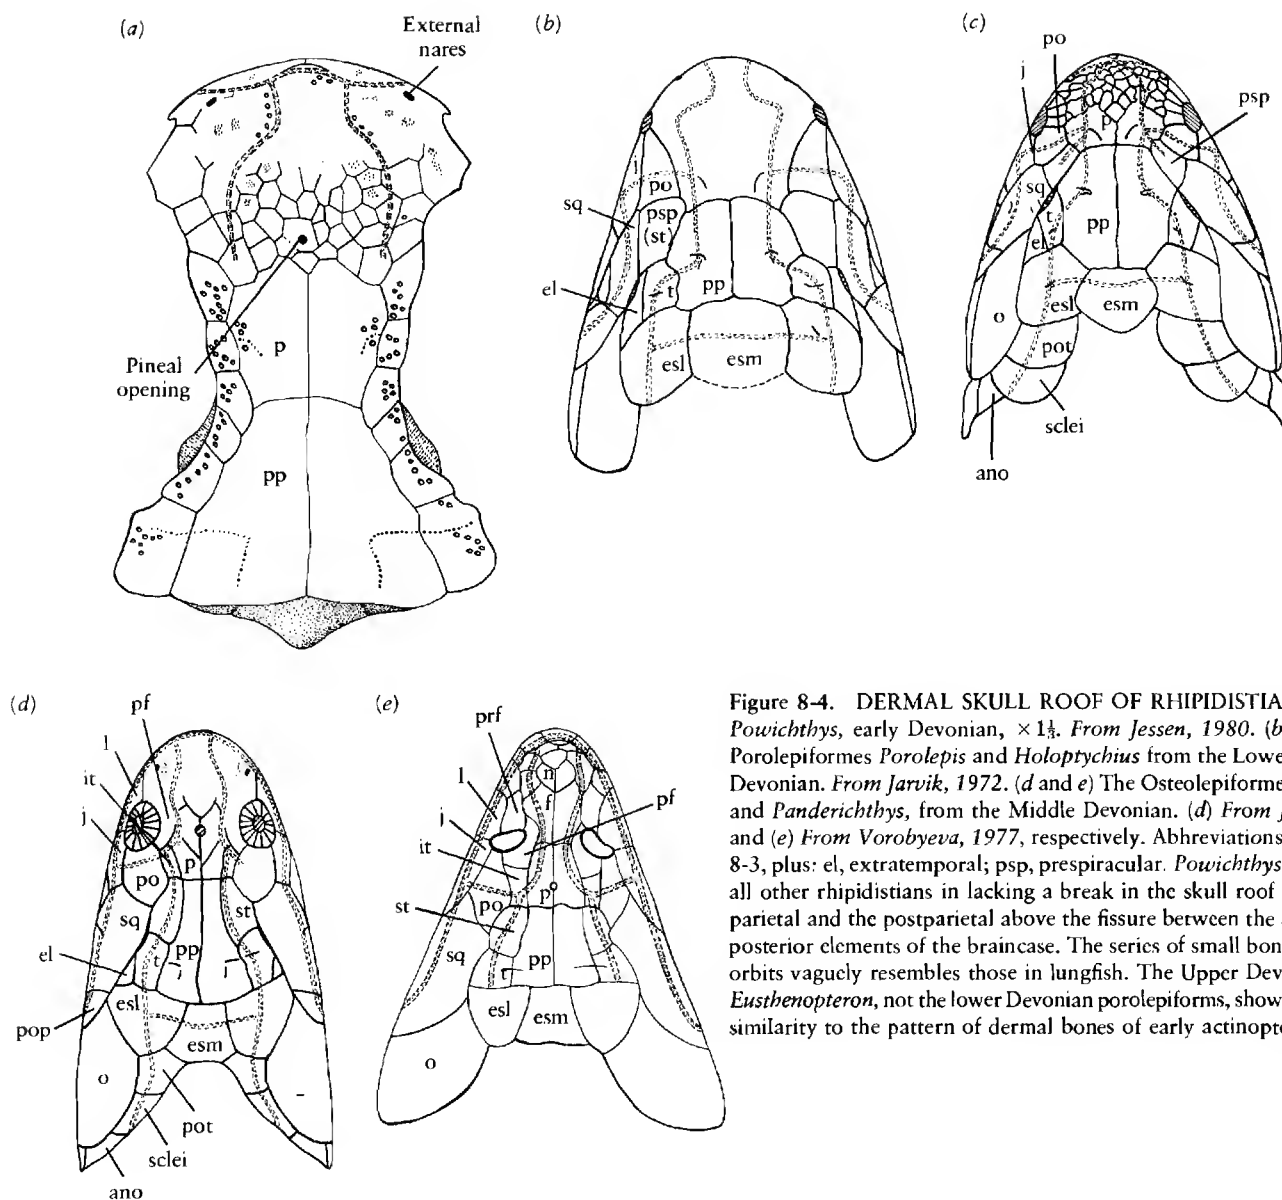 (a)
External
nares
Pineal
opening
p
pp
(b)
po
sq
psp
(st)
el
t
pp
esl
esm
(c)
po
j
psp
p
sq
t
el
pp
o
esl
esm
pot
sclei
ano
(d)
pf
l
it
j
p
po
sq
st
el
t
pp
esl
pop
esm
o
pot
sclei
ano
(e)
prf
l
n
f
pf
j
it
p
po
st
sq
pp
t
esl
esm
o
Figure 8-4. DERMAL SKULL ROOF OF RHIPIDISTIA
Powichthys, early Devonian, × 1⅓. From Jessen, 1980. (b
Porolepiformes Porolepis and Holoptychius from the Lowe
Devonian. From Jarvik, 1972. (d and e) The Osteolepiforme
and Panderichthys, from the Middle Devonian. (d) From J
and (e) From Vorobyeva, 1977, respectively. Abbreviations
8-3, plus: el, extratemporal; psp, prespiracular. Powichthys
all other rhipidistians in lacking a break in the skull roof
parietal and the postparietal above the fissure between the
posterior elements of the braincase. The series of small bon
orbits vaguely resembles those in lungfish. The Upper Dev
Eusthenopteron, not the lower Devonian porolepiforms, show
similarity to the pattern of dermal bones of early actinopt